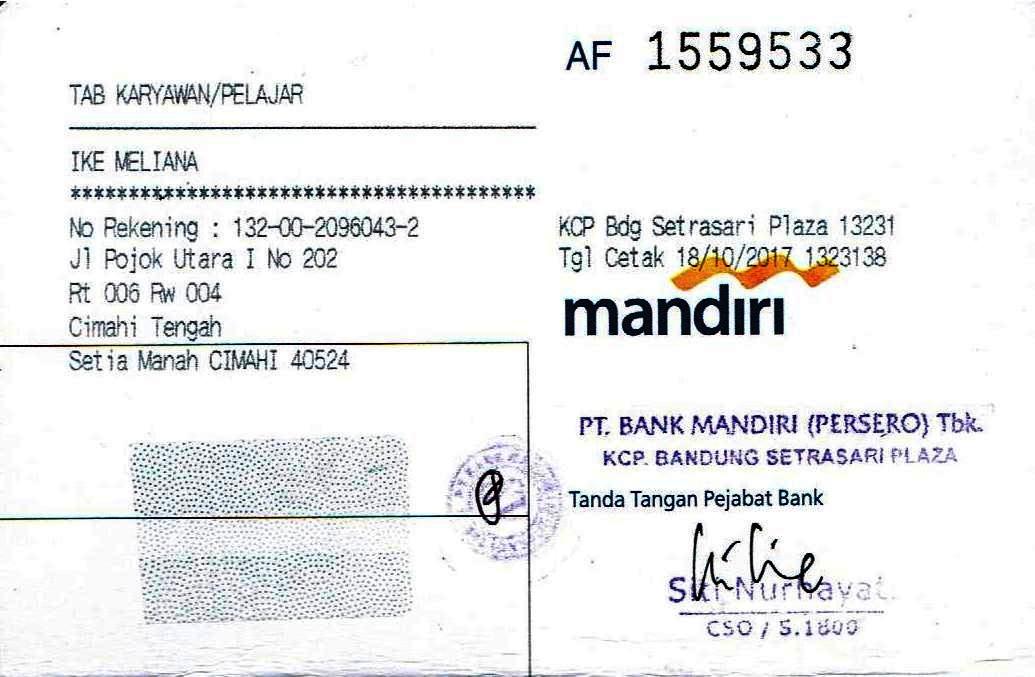 AF 1559533
TAB KARYAWAN/PELAJAR
IKE MELIANA
****************************************
No Rekening : 132-00-2096043-2
Jl Pojok Utara I No 202
Rt 006 Rw 004
Cimahi Tengah
Setia Manah CIMAHI 40524
KCP Bdg Setrasari Plaza 13231
Tgl Cetak 18/10/2017 1323138
mandiri
PT. BANK MANDIRI (PERSERO) Tbk.
KCP. BANDUNG SETRASARI PLAZA
Tanda Tangan Pejabat Bank
Siti Nurhayat
CSO / S.1800